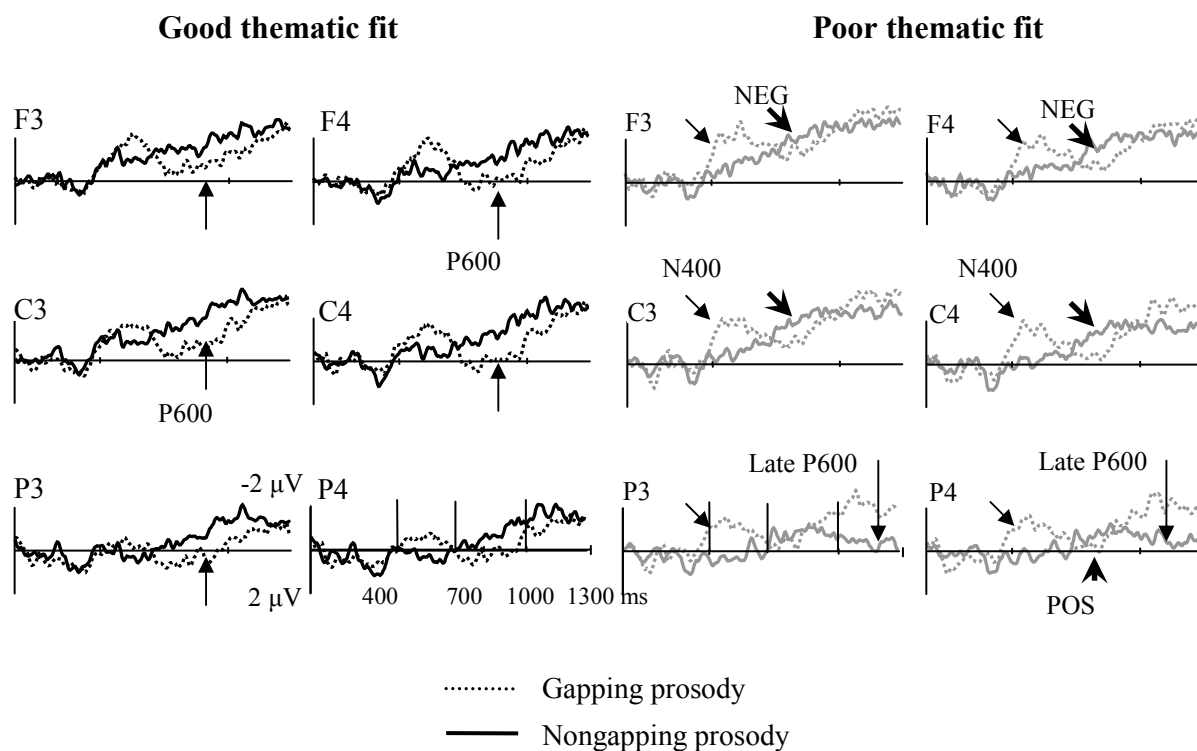 Good thematic fit
Poor thematic fit
F3
F4
P600
C3
C4
P600
P3
-2 µV
2 µV
P4
400 700 1000 1300 ms
F3
NEG
F4
NEG
N400
C3
N400
C4
Late P600
P3
Late P600
P4
POS
Gapping prosody
Nongapping prosody